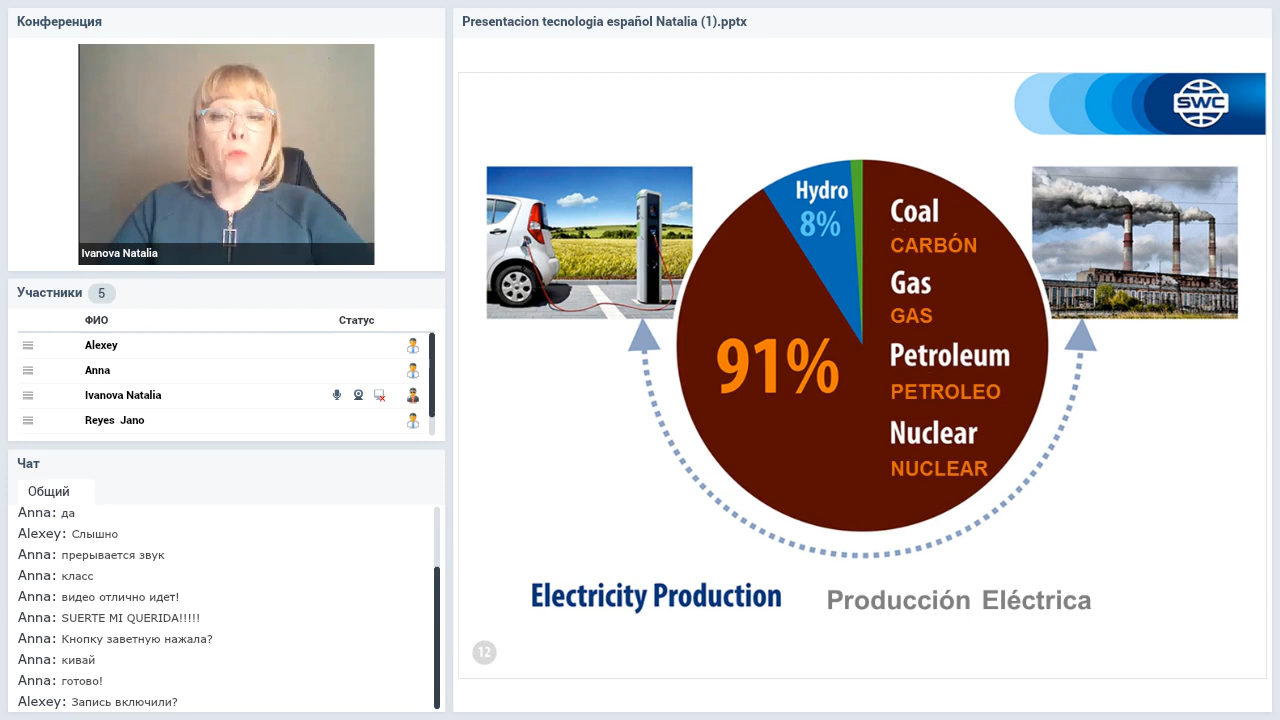 Конференция
Ivanova Natalia
Участники 5
ФИО Статус
Alexey
Anna
Ivanova Natalia
Reyes Jano
Чат
Общий
Anna: да
Alexey: Слышно
Anna: прерывается звук
Anna: класс
Anna: видео отлично идет!
Anna: SUERTE MI QUERIDA!!!!!
Anna: Кнопку заветную нажала?
Anna: кивай
Anna: готово!
Alexey: Запись включили?
Presentacion tecnologia español Natalia (1).pptx
SWC
Hydro
8%
91%
Coal
CARBÓN
Gas
GAS
Petroleum
PETROLEO
Nuclear
NUCLEAR
Electricity Production Producción Eléctrica
12